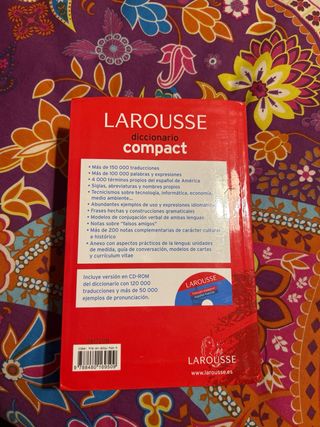 LAROUSSE
diccionario
compact
• Más de 150 000 traducciones
• Más de 100 000 palabras y expresiones
• 4 000 términos propios del español de América
• Siglas, abreviaturas y nombres propios
• Tecnicismos sobre tecnología, informática, economía,
medio ambiente...
• Abundantes ejemplos de uso y expresiones idiomáticas
• Frases hechas y construcciones gramaticales
• Modelos de conjugación verbal de ambas lenguas
• Notas sobre "falsos amigos"
• Más de 200 notas complementarias de carácter cultural
e histórico
• Anexo con aspectos prácticos de la lengua: unidades
de medida, guía de conversación, modelos de cartas
y currículum vitae
Incluye versión en CD-ROM
del diccionario con 120 000
traducciones y más de 50 000
ejemplos de pronunciación.
LAROUSSE
9 788480 169509
LAROUSSE
www.larousse.es